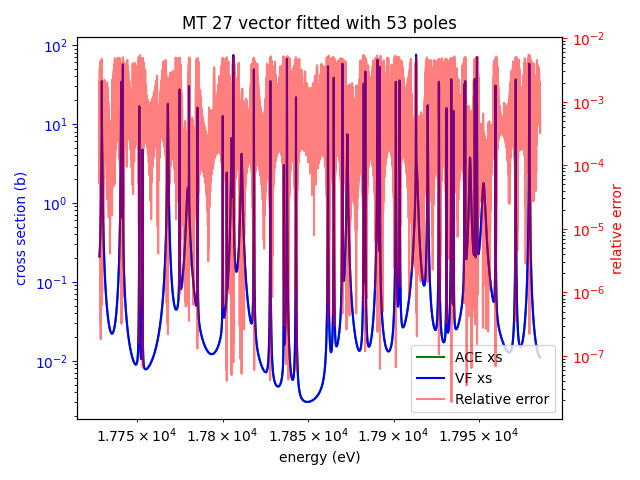 MT 27 vector fitted with 53 poles
10^2
10^1
10^0
10^-1
10^-2
cross section (b)
10^-2
10^-3
10^-4
10^-5
10^-6
10^-7
relative error
ACE xs
VF xs
Relative error
1.775 × 10^4 1.78 × 10^4 1.785 × 10^4 1.79 × 10^4 1.795 × 10^4
energy (eV)